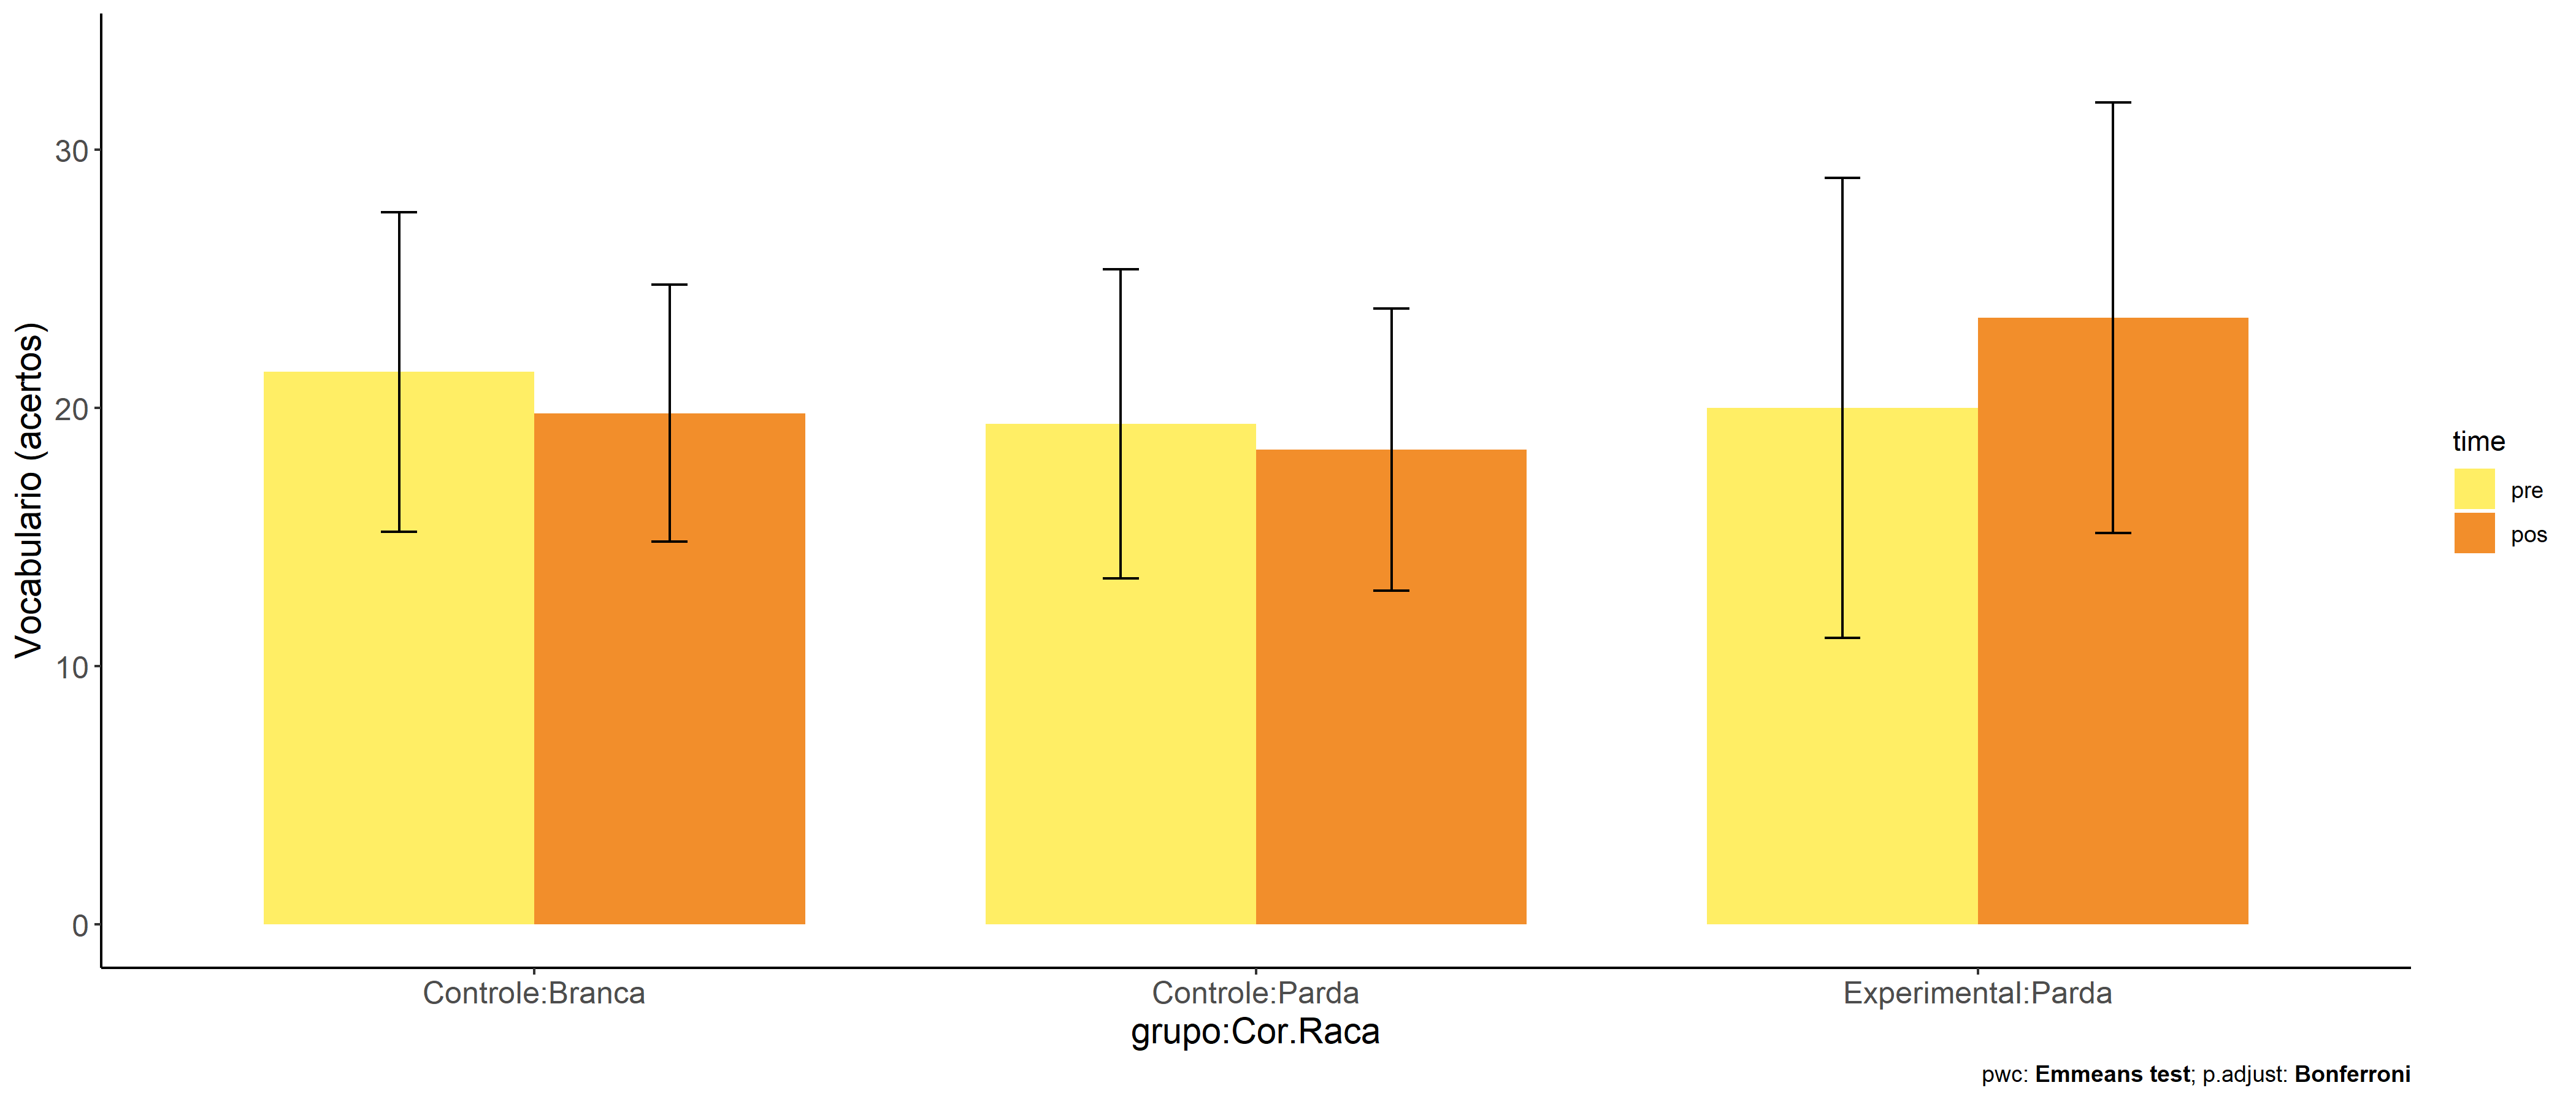 Vocabulario (acertos)
30
20
10
0
Controle:Branca
Controle:Parda
Experimental:Parda
grupo:Cor.Raca
time
pre
pos
pwc: Emmeans test; p.adjust: Bonferroni